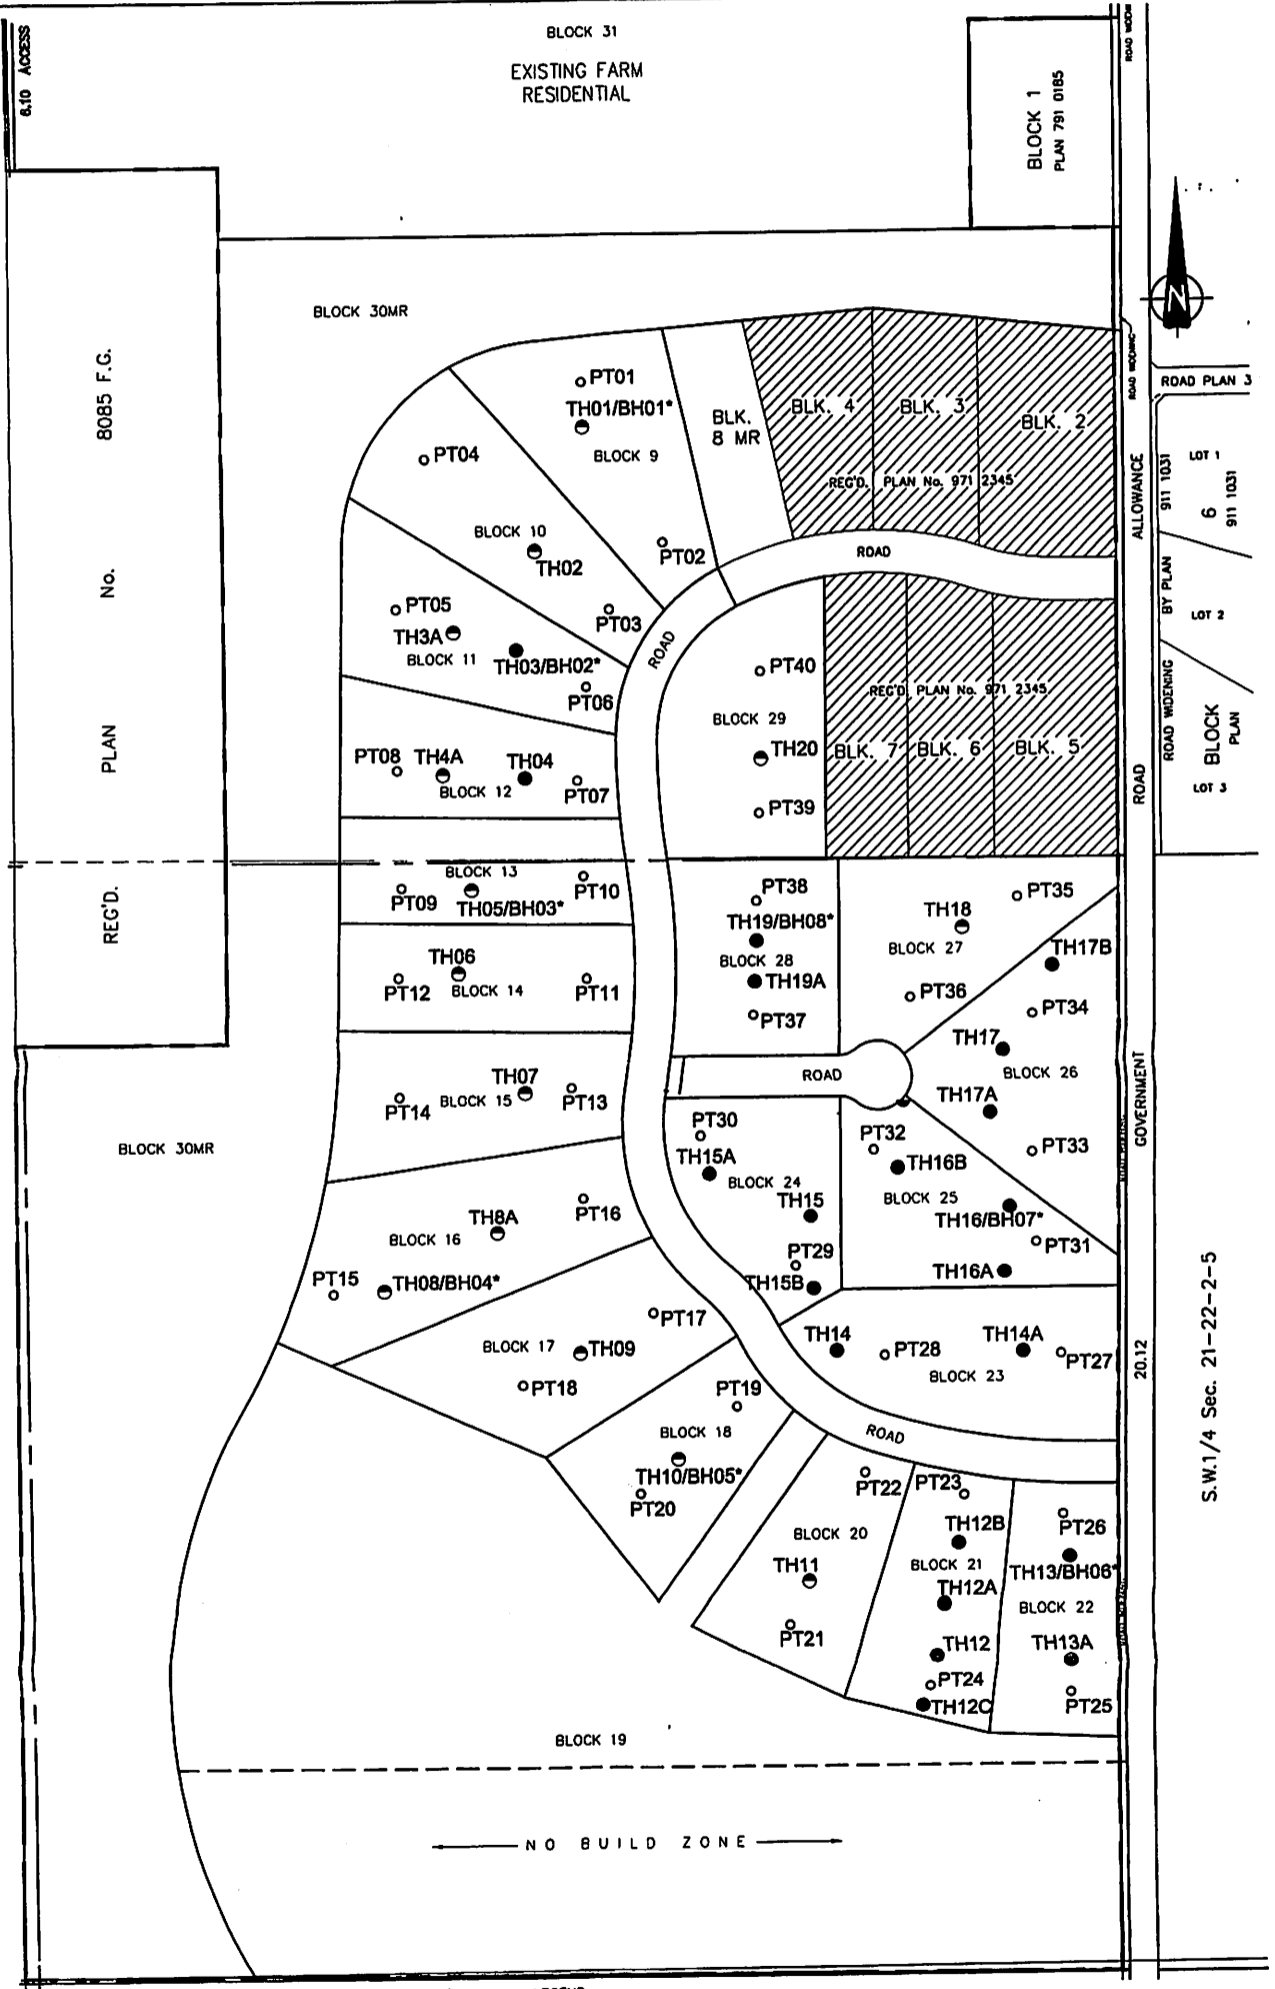 BLOCK 31
EXISTING FARM
RESIDENTIAL
6.10 ACCESS
BLOCK 1
PLAN 791 0185
BLOCK 30MR
REG'D. PLAN No. 8085 F.G.
N
ROAD PLAN 3
PT01
TH01/BH01*
BLOCK 9
PT02
BLK.
8 MR
BLK. 4
BLK. 3
BLK. 2
REG'D. PLAN No. 971 2345
ROAD
PT04
BLOCK 10
TH02
PT03
ROAD
PT05
TH3A
BLOCK 11
TH03/BH02*
PT06
PT08
TH4A
TH04
BLOCK 12
PT07
PT40
BLOCK 29
TH20
PT39
REG'D. PLAN No. 971 2345
BLK. 7
BLK. 6
BLK. 5
LOT 1
6
911 1031
911 1031
LOT 2
BY PLAN
ROAD WIDENING
BLOCK
PLAN
LOT 3
20.12 GOVERNMENT ROAD ALLOWANCE
BLOCK 13
PT09
TH05/BH03*
PT10
TH06
PT12
BLOCK 14
PT11
TH07
PT14
BLOCK 15
PT13
PT38
TH19/BH08*
BLOCK 28
TH19A
PT37
PT35
TH18
BLOCK 27
PT36
TH17B
PT34
TH17
BLOCK 26
TH17A
PT33
ROAD
BLOCK 30MR
PT30
TH15A
BLOCK 24
TH15
PT29
TH15B
PT32
TH16B
BLOCK 25
TH16/BH07*
PT31
TH16A
PT16
TH8A
BLOCK 16
PT15
TH08/BH04*
PT17
BLOCK 17
TH09
PT18
TH14
PT28
TH14A
PT27
BLOCK 23
S.W.1/4 Sec. 21-22-2-5
PT19
BLOCK 18
TH10/BH05*
PT20
ROAD
PT22
BLOCK 20
TH11
PT21
PT23
TH12B
BLOCK 21
TH12A
TH12
PT24
TH12C
PT26
TH13/BH06*
BLOCK 22
TH13A
PT25
BLOCK 19
NO BUILD ZONE